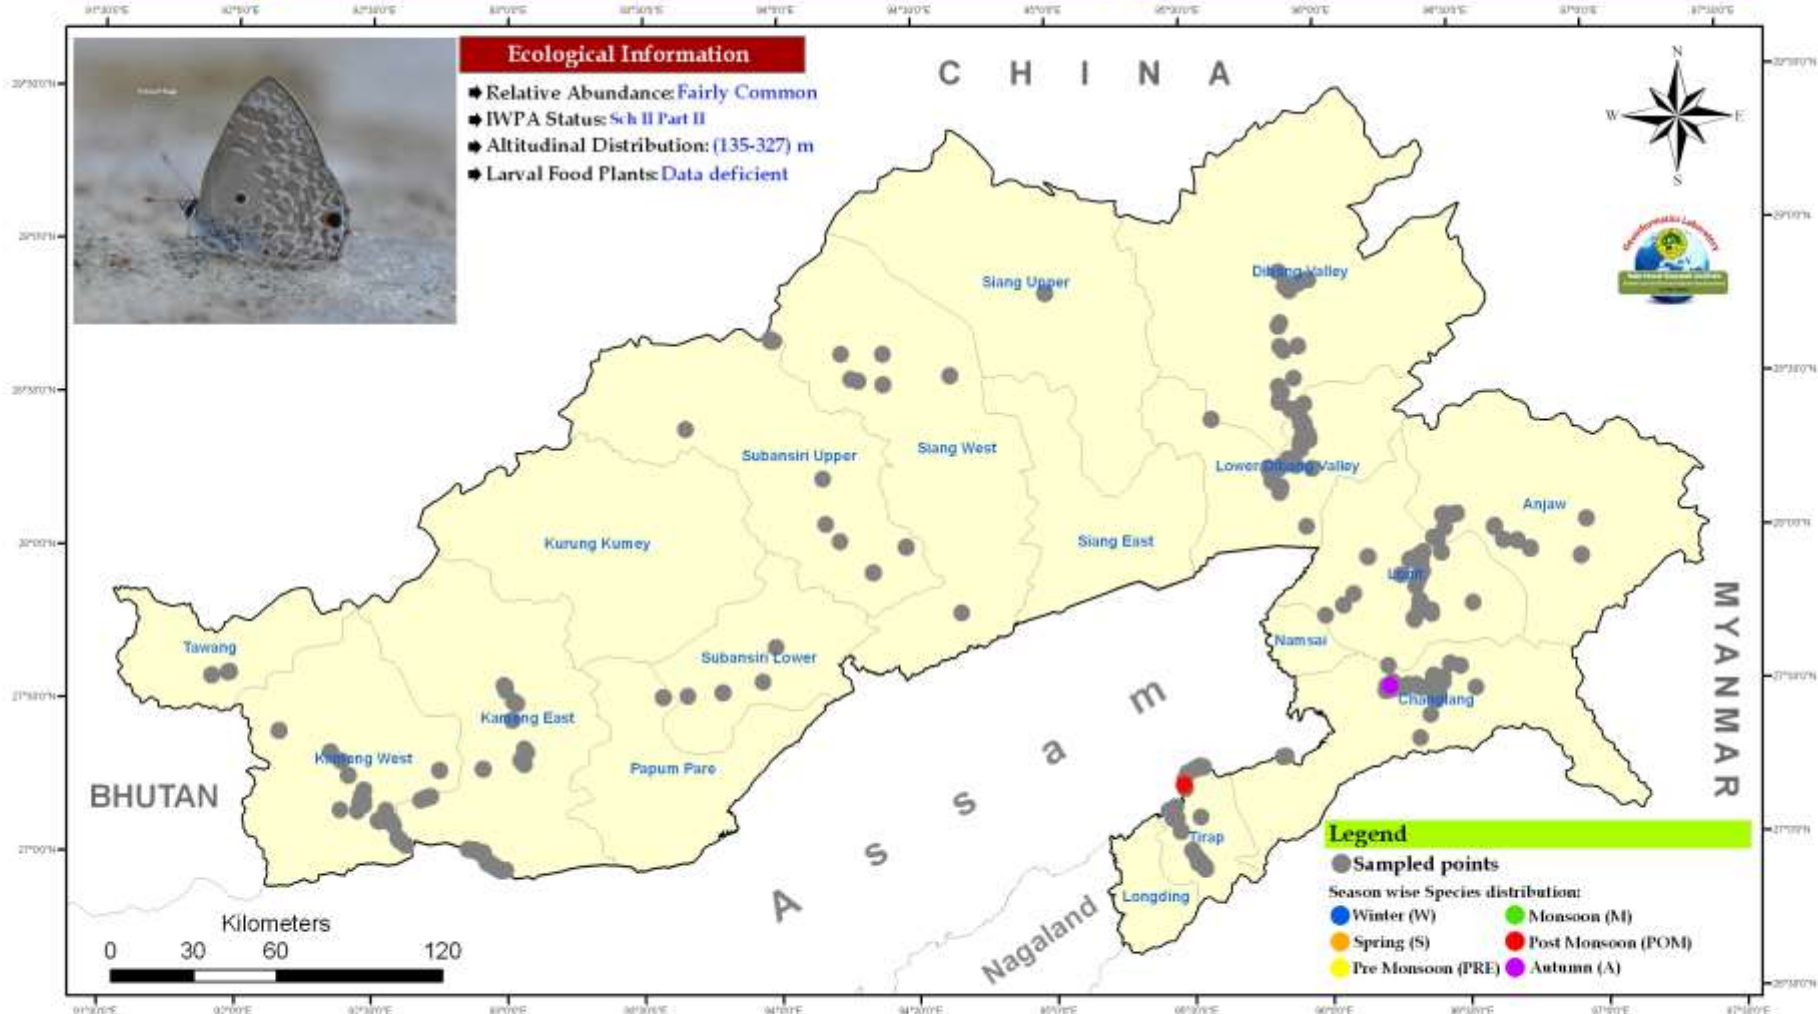 Ecological Information
Relative Abundance: Fairly Common
IWPA Status: Sch II Part II
Altitudinal Distribution: (135-327) m
Larval Food Plants: Data deficient
C H I N A
N
W E
S
Siang Upper
Dibang Valley
Subansiri Upper
Siang West
Lower Dibang Valley
Anjaw
Kurung Kumey
Siang East
Lohit
Tawang
Subansiri Lower
Namsai
Changlang
Kameng East
Kameng West
Papum Pare
BHUTAN
MYANMAR
A s s a m
Tirap
Longding
Nagaland
Kilometers
0 30 60 120
Legend
Sampled points
Season wise Species distribution:
Winter (W) Monsoon (M)
Spring (S) Post Monsoon (POM)
Pre Monsoon (PRE) Autumn (A)